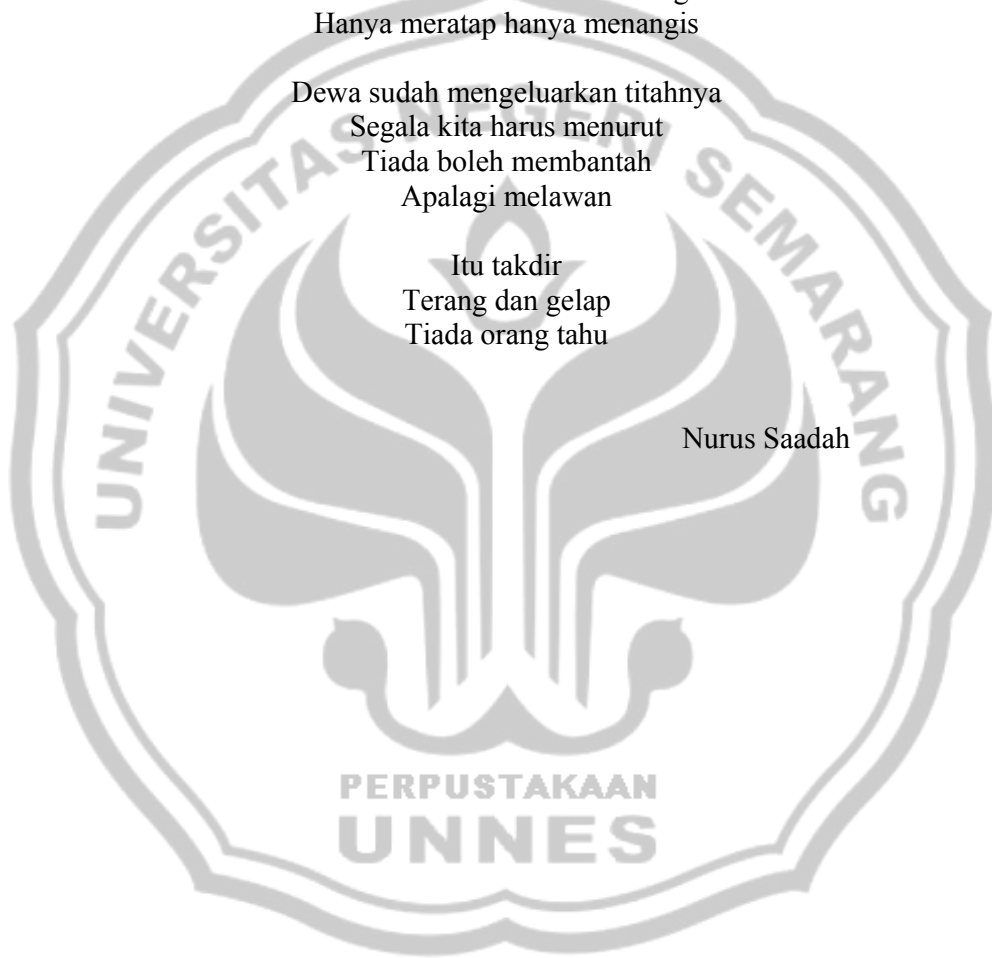 Hanya meratap hanya menangis
Dewa sudah mengeluarkan titahnya
Segala kita harus menurut
Tiada boleh membantah
Apalagi melawan
Itu takdir
Terang dan gelap
Tiada orang tahu
Nurus Saadah
UNIVERSITAS NEGERI SEMARANG
PERPUSTAKAAN
UNNES